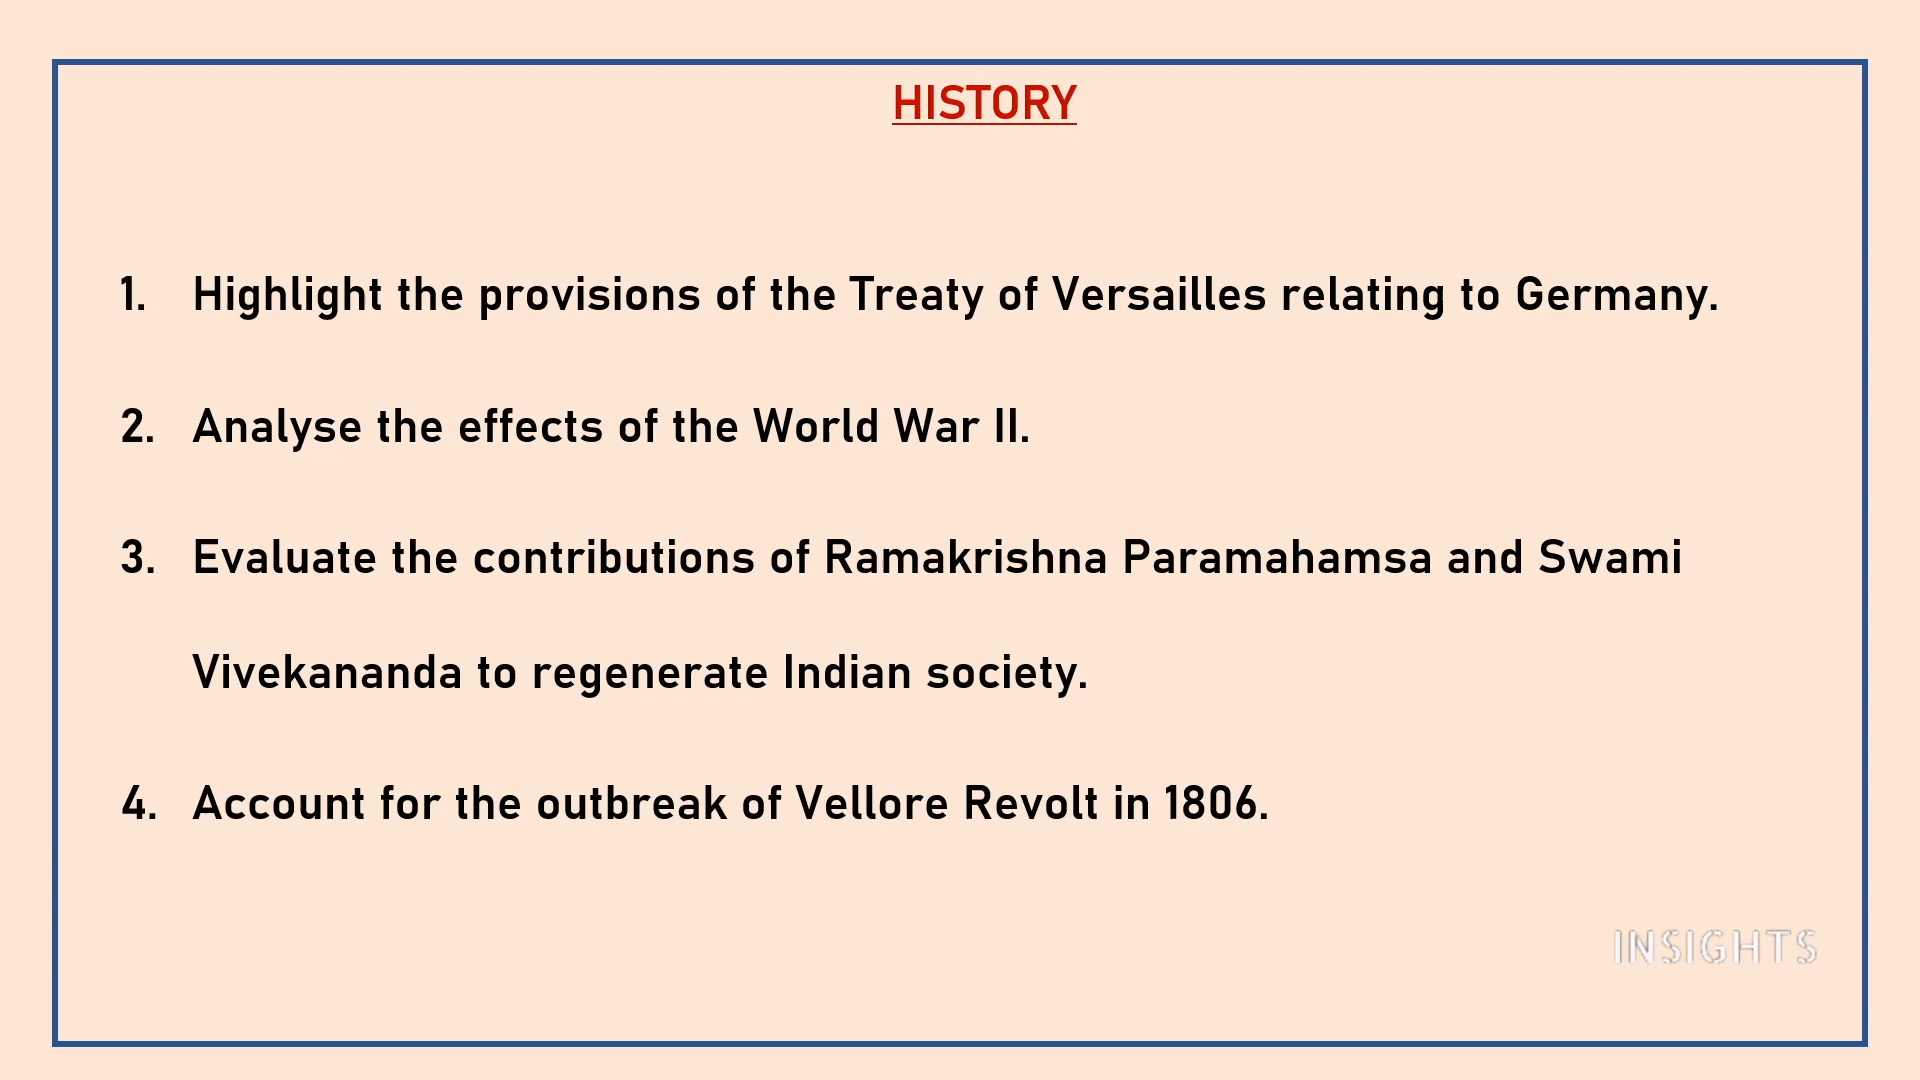 HISTORY
1. Highlight the provisions of the Treaty of Versailles relating to Germany.
2. Analyse the effects of the World War II.
3. Evaluate the contributions of Ramakrishna Paramahamsa and Swami
Vivekananda to regenerate Indian society.
4. Account for the outbreak of Vellore Revolt in 1806.
INSIGHTS